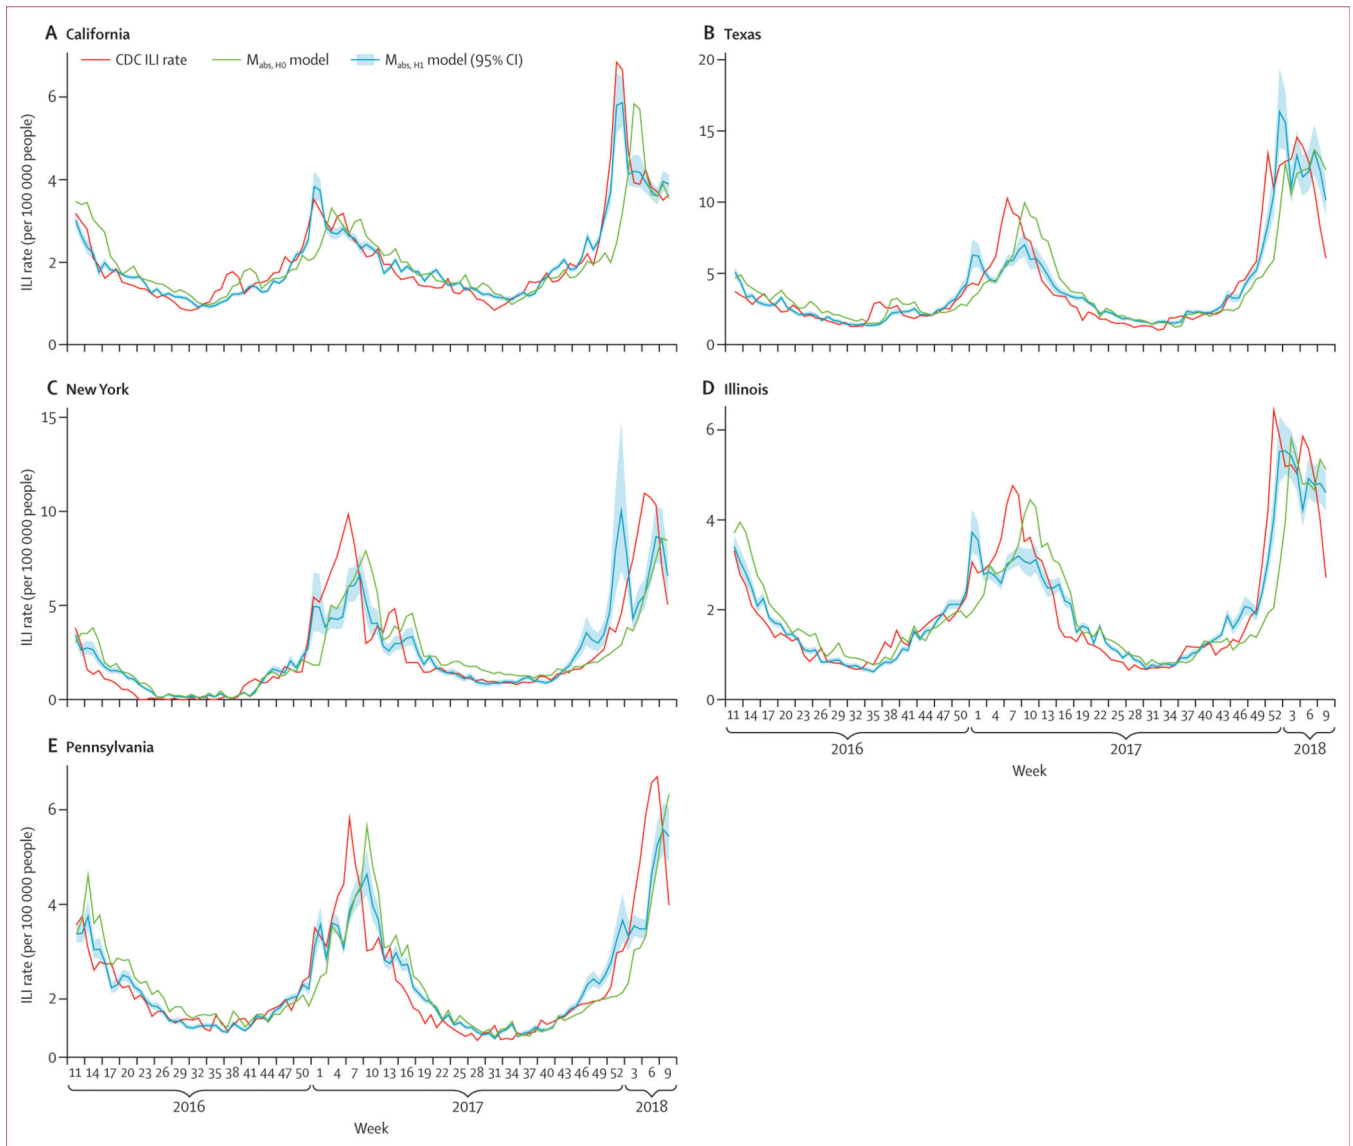 A California
CDC ILI rate
Mabs, H0 model
Mabs, H1 model (95% CI)
ILI rate (per 100 000 people)
6
4
2
0
B Texas
20
15
10
5
0
C New York
ILI rate (per 100 000 people)
15
10
5
0
D Illinois
6
4
2
0
11 14 17 20 23 26 29 32 35 38 41 44 47 50 1 4 7 10 13 16 19 22 25 28 31 34 37 40 43 46 49 52 3 6 9
2016 2017 2018
Week
E Pennsylvania
ILI rate (per 100 000 people)
6
4
2
0
11 14 17 20 23 26 29 32 35 38 41 44 47 50 1 4 7 10 13 16 19 22 25 28 31 34 37 40 43 46 49 52 3 6 9
2016 2017 2018
Week